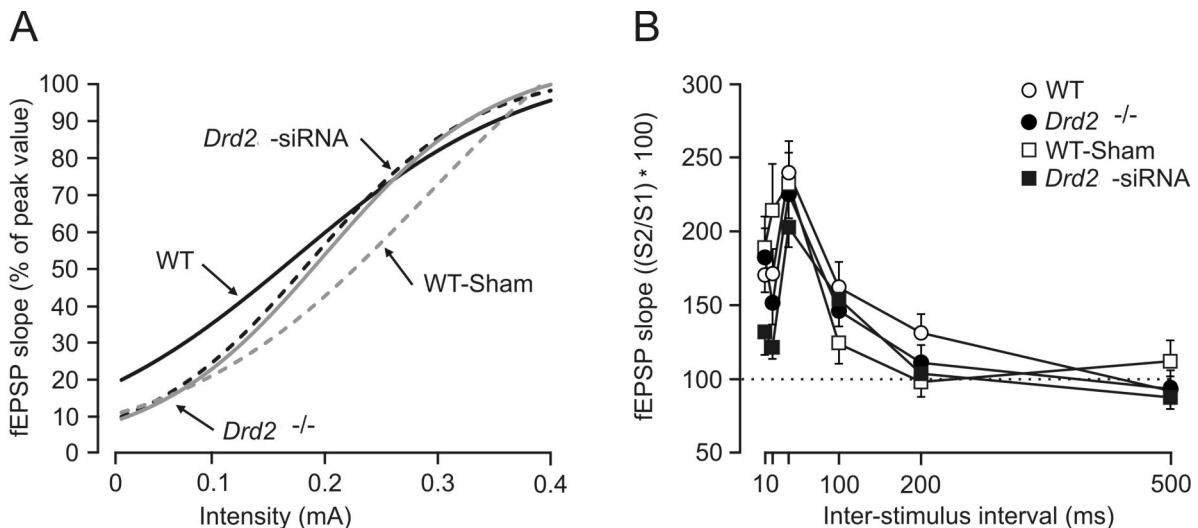 A
fEPSP slope (% of peak value)
100
90
80
70
60
50
40
30
20
10
0
Drd2 -siRNA
WT
WT-Sham
Drd2 -/-
0 0.1 0.2 0.3 0.4
Intensity (mA)
B
fEPSP slope ((S2/S1) * 100)
300
250
200
150
100
50
WT
Drd2 -/-
WT-Sham
Drd2 -siRNA
10 100 200 500
Inter-stimulus interval (ms)